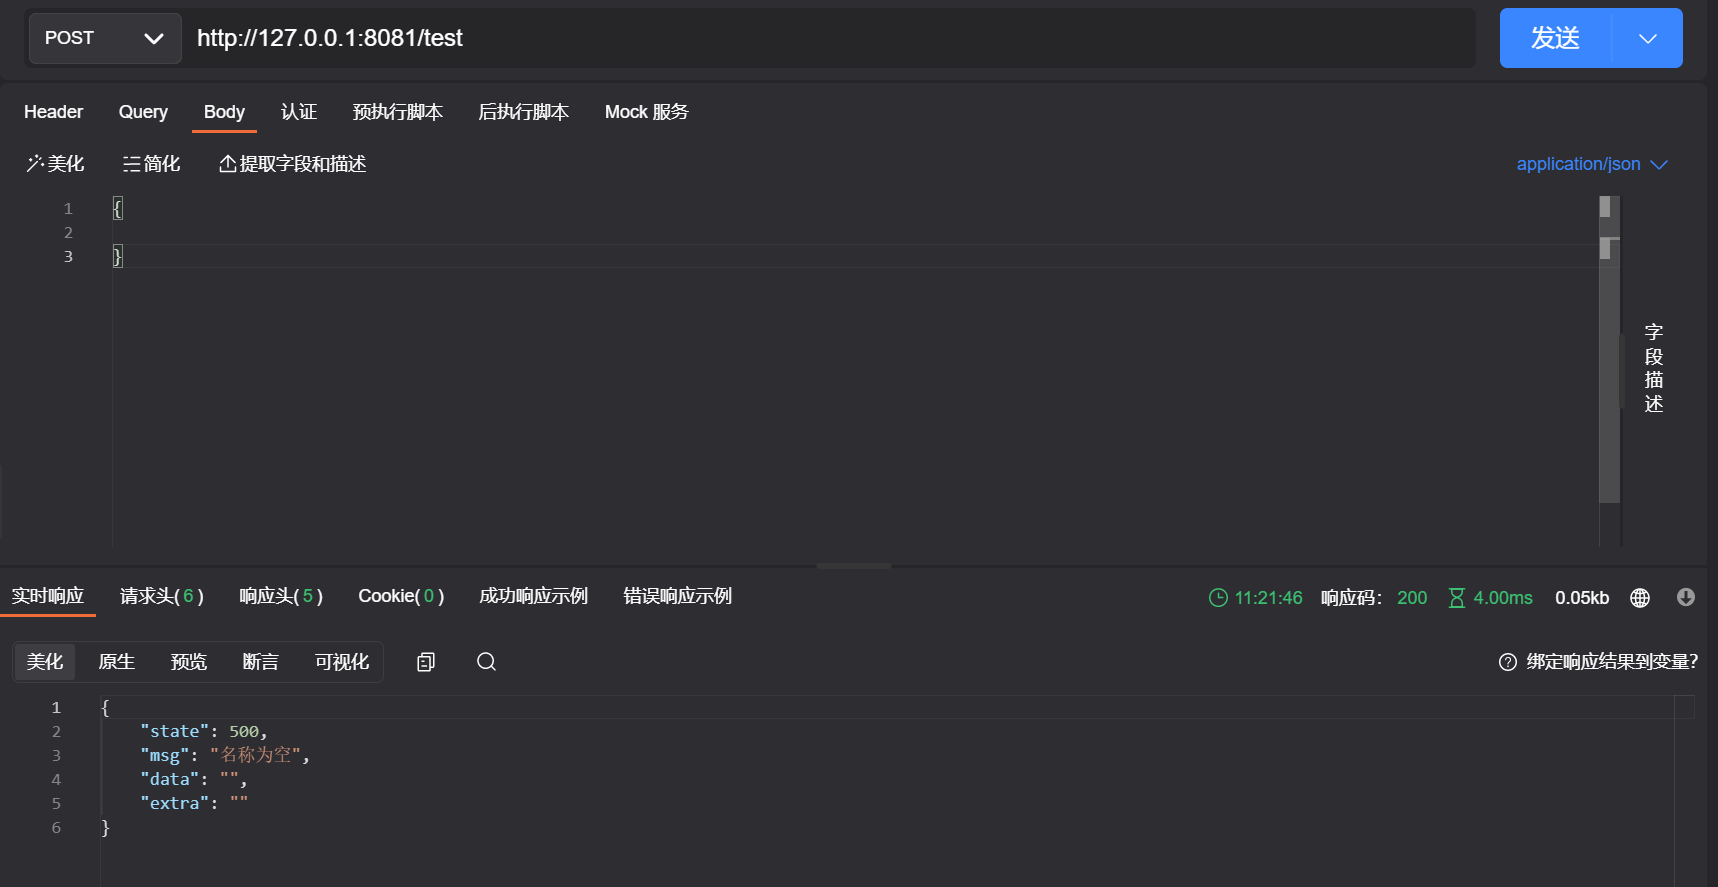 POST http://127.0.0.1:8081/test 发送
Header Query Body 认证 预执行脚本 后执行脚本 Mock 服务
美化 简化 提取字段和描述 application/json
1 {
2
3 }
字段描述
实时响应 请求头(6) 响应头(5) Cookie(0) 成功响应示例 错误响应示例 11:21:46 响应码: 200 4.00ms 0.05kb
美化 原生 预览 断言 可视化 绑定响应结果到变量?
1 {
2 "state": 500,
3 "msg": "名称为空",
4 "data": "",
5 "extra": ""
6 }